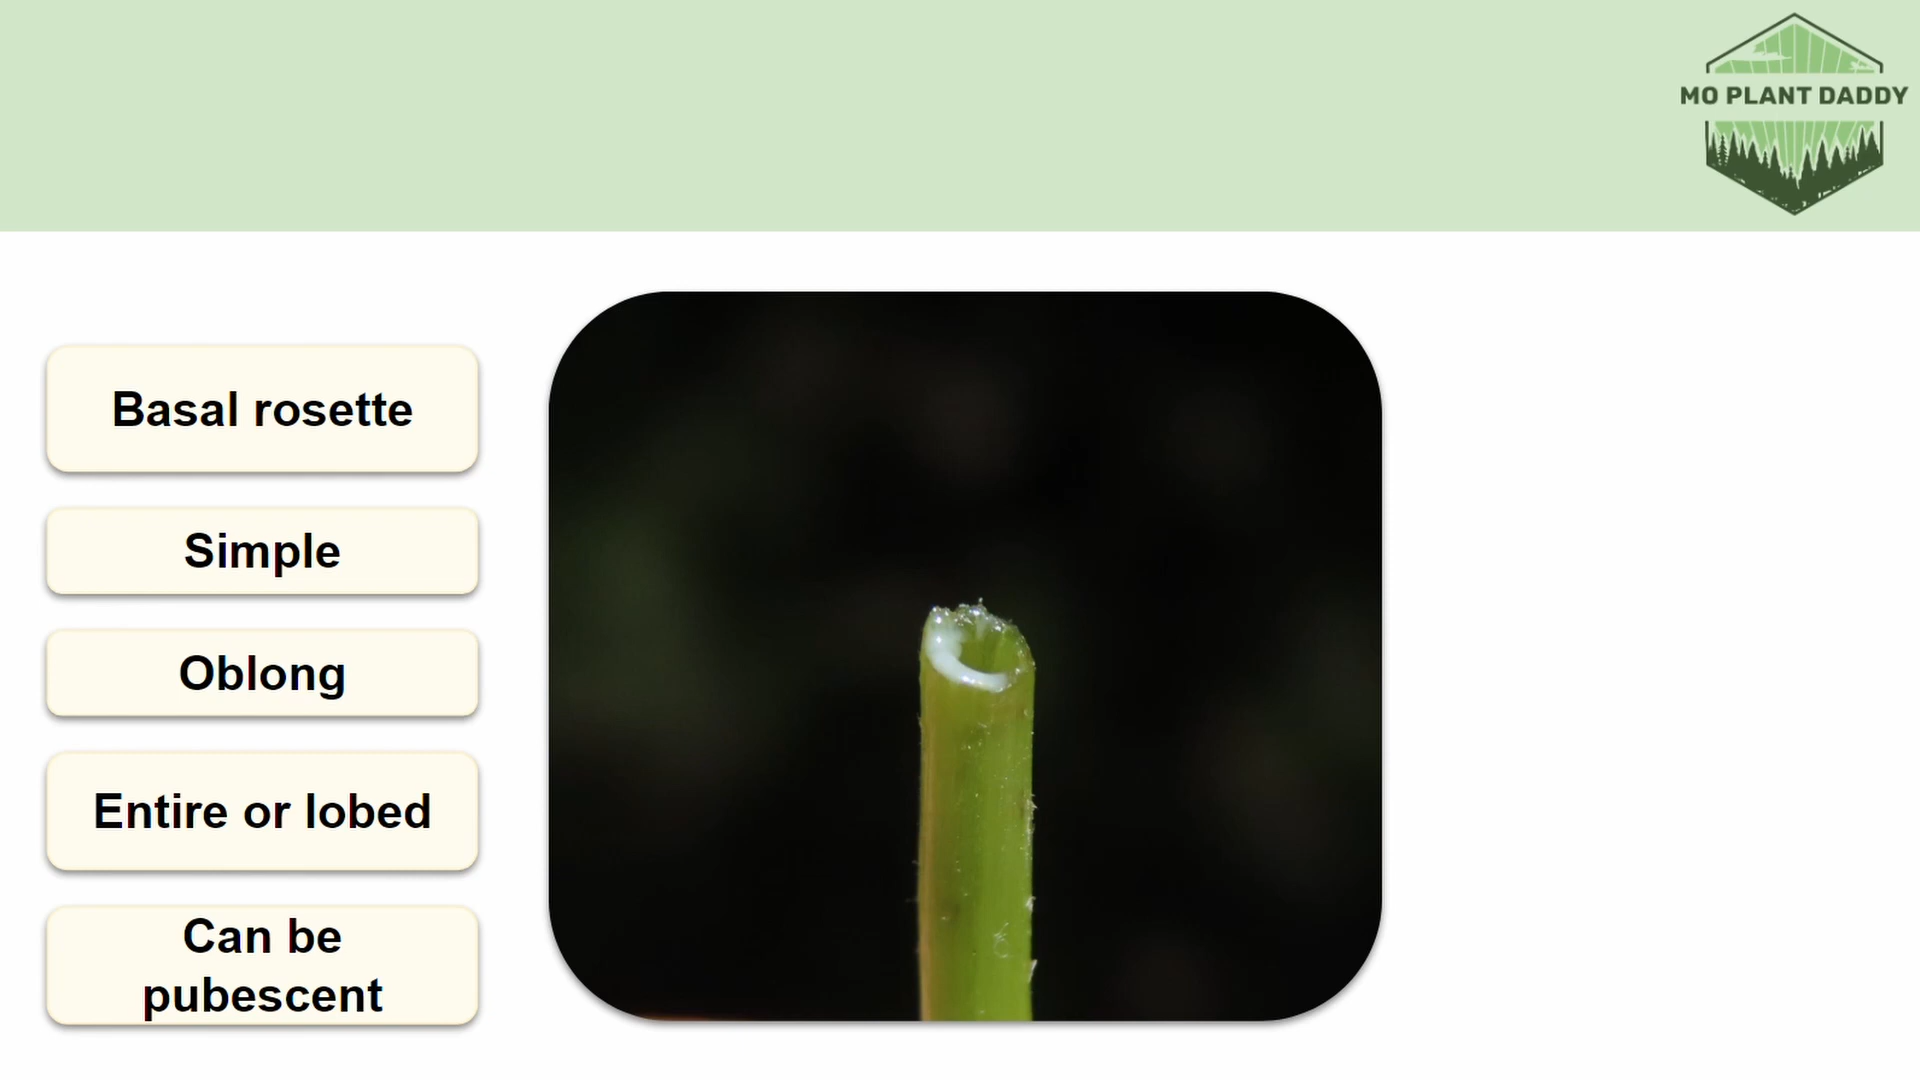 MO PLANT DADDY
Basal rosette
Simple
Oblong
Entire or lobed
Can be
pubescent